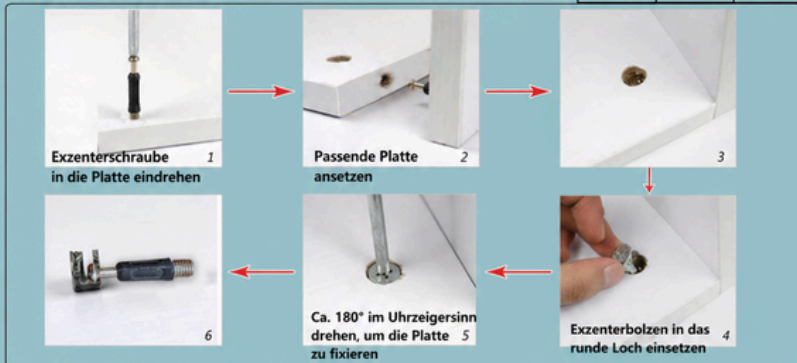 Exzenterschraube 1
in die Platte eindrehen
Passende Platte 2
ansetzen
3
Exzenterbolzen in das
runde Loch einsetzen 4
Ca. 180° im Uhrzeigersinn
drehen, um die Platte 5
zu fixieren
6